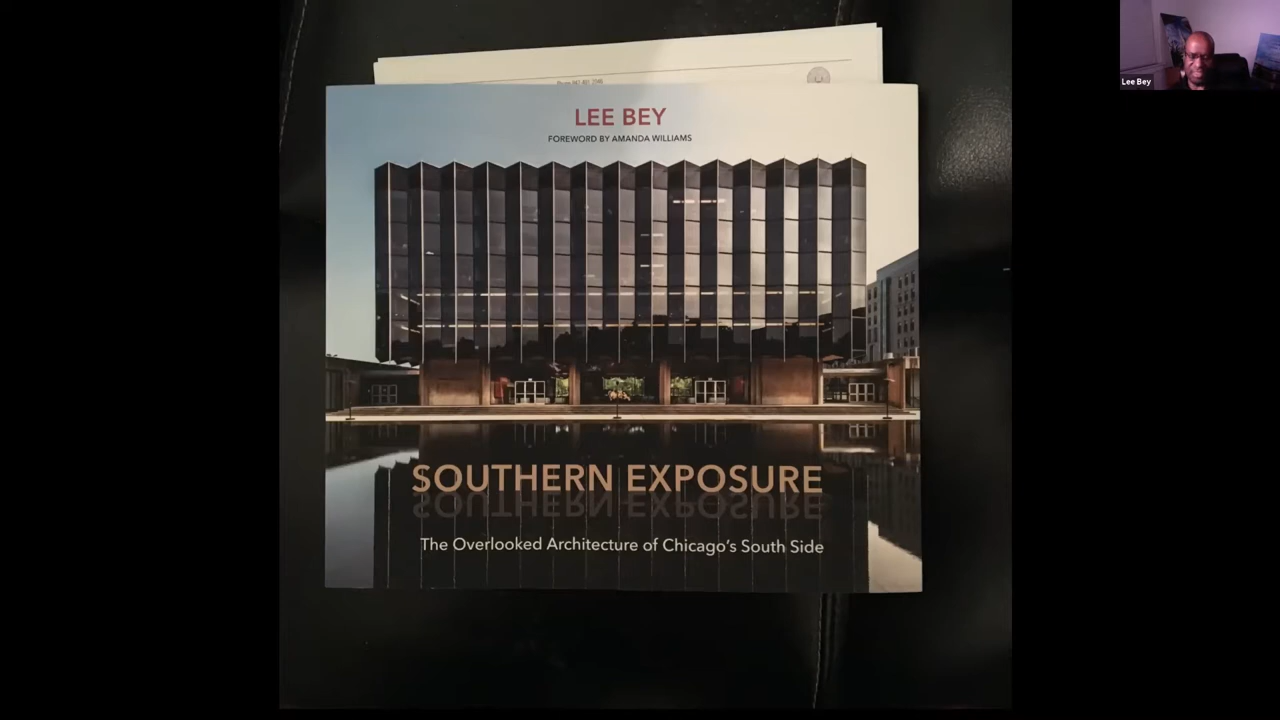 LEE BEY
FOREWORD BY AMANDA WILLIAMS
SOUTHERN EXPOSURE
The Overlooked Architecture of Chicago's South Side
Lee Bey